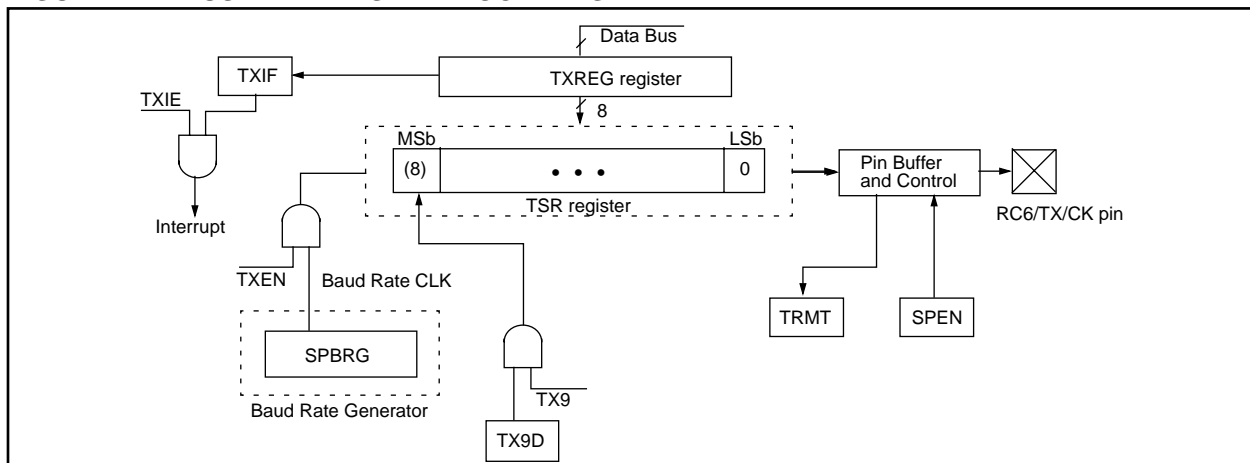 Data Bus
TXIF
TXREG register
TXIE
8
MSb
LSb
(8)
• • •
0
Pin Buffer
and Control
TSR register
Interrupt
RC6/TX/CK pin
TXEN
Baud Rate CLK
TRMT
SPEN
SPBRG
TX9
Baud Rate Generator
TX9D